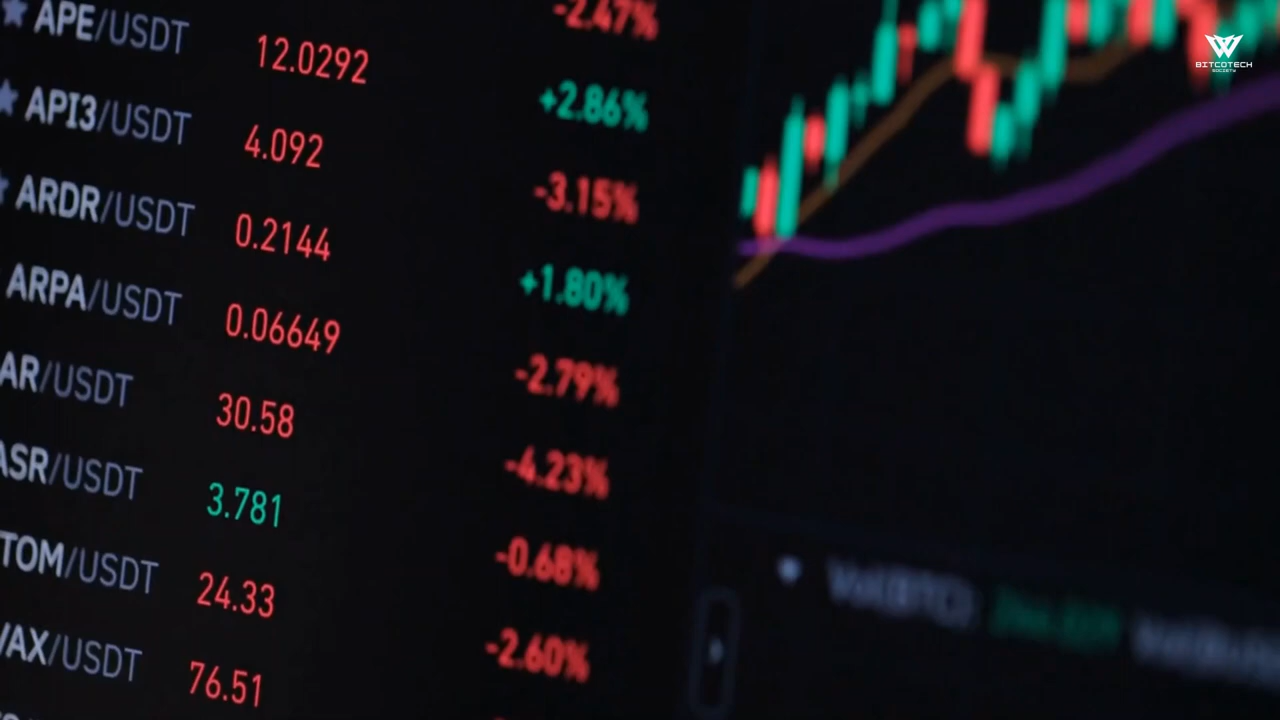 -2.47%
APE/USDT 12.0292 +2.86%
API3/USDT 4.092 -3.15%
ARDR/USDT 0.2144 +1.80%
ARPA/USDT 0.06649 -2.79%
AR/USDT 30.58 -4.23%
ASR/USDT 3.781 -0.68%
TOM/USDT 24.33 -2.60%
VAX/USDT 76.51
BITCOTECH
SOCIETY